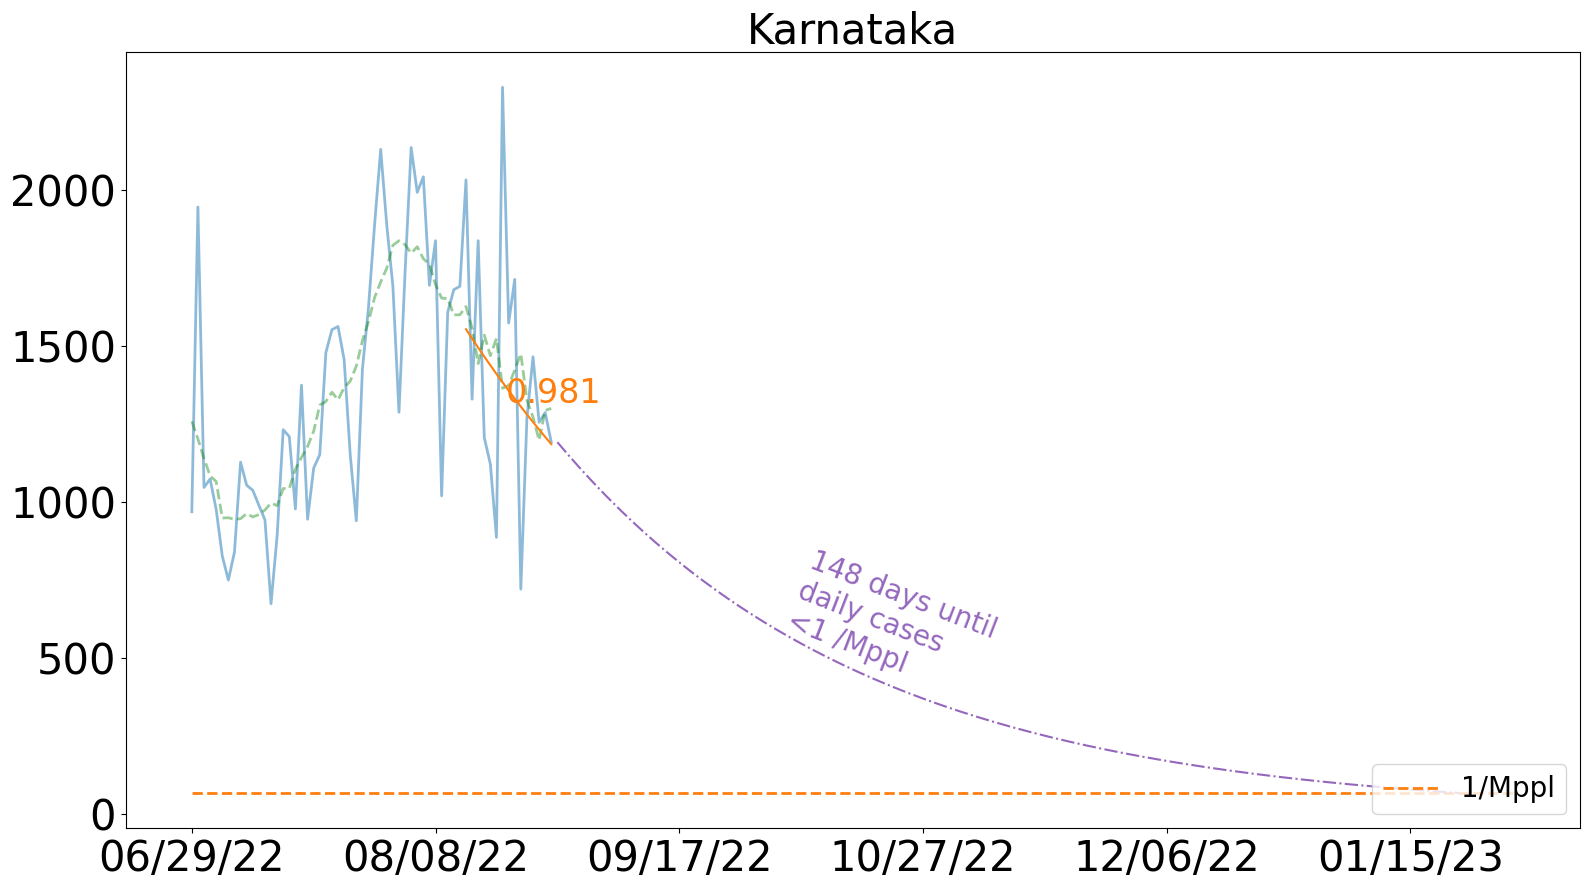 Karnataka
2000
1500
1000
500
0
0.981
148 days until
daily cases
<1 /Mppl
1/Mppl
06/29/22
08/08/22
09/17/22
10/27/22
12/06/22
01/15/23